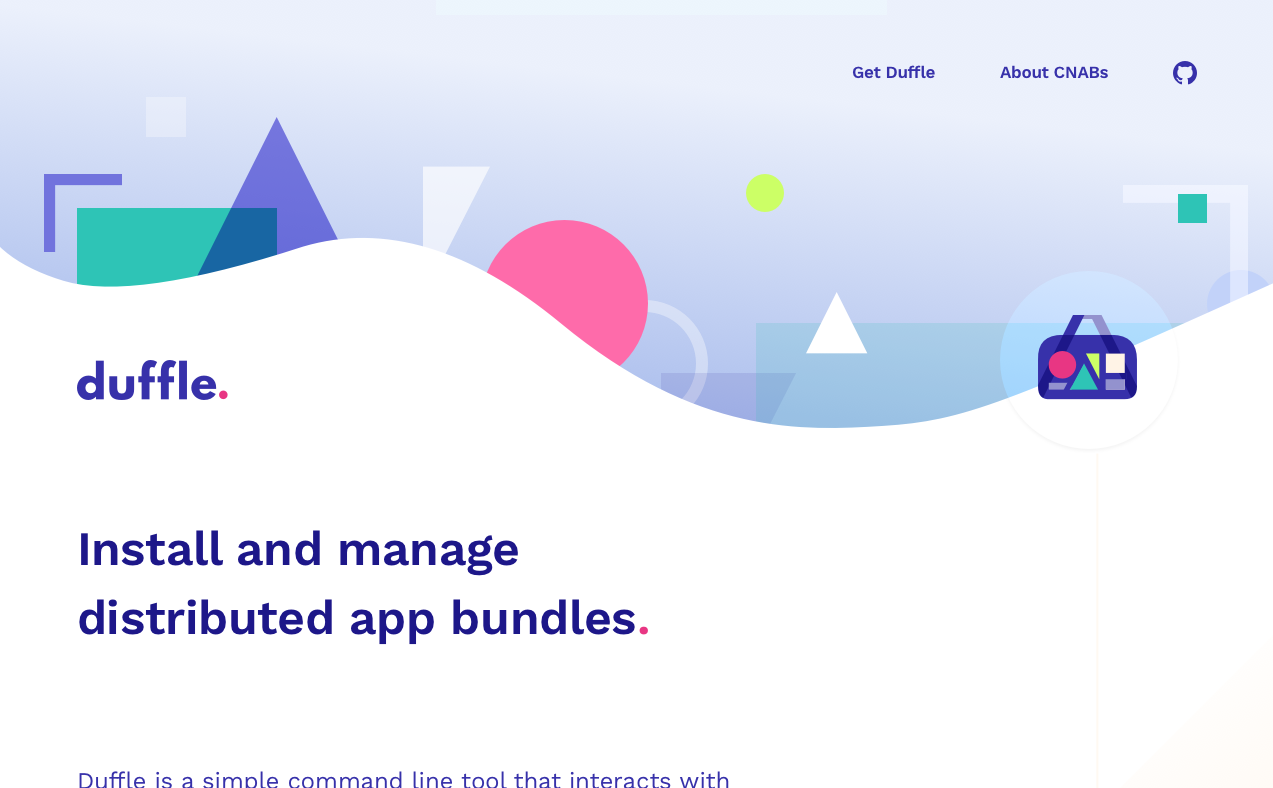 Get Duffle
About CNABs
duffle.
Install and manage
distributed app bundles.
Duffle is a simple command line tool that interacts with